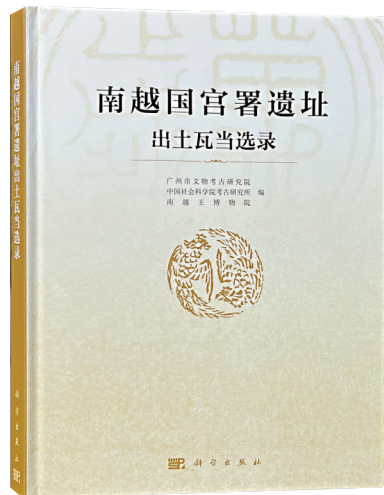 南越国宫署遗址出土瓦当选录
南越国宫署遗址
出土瓦当选录
广州市文物考古研究院
中国社会科学院考古研究所 编
南越王博物院
科学出版社